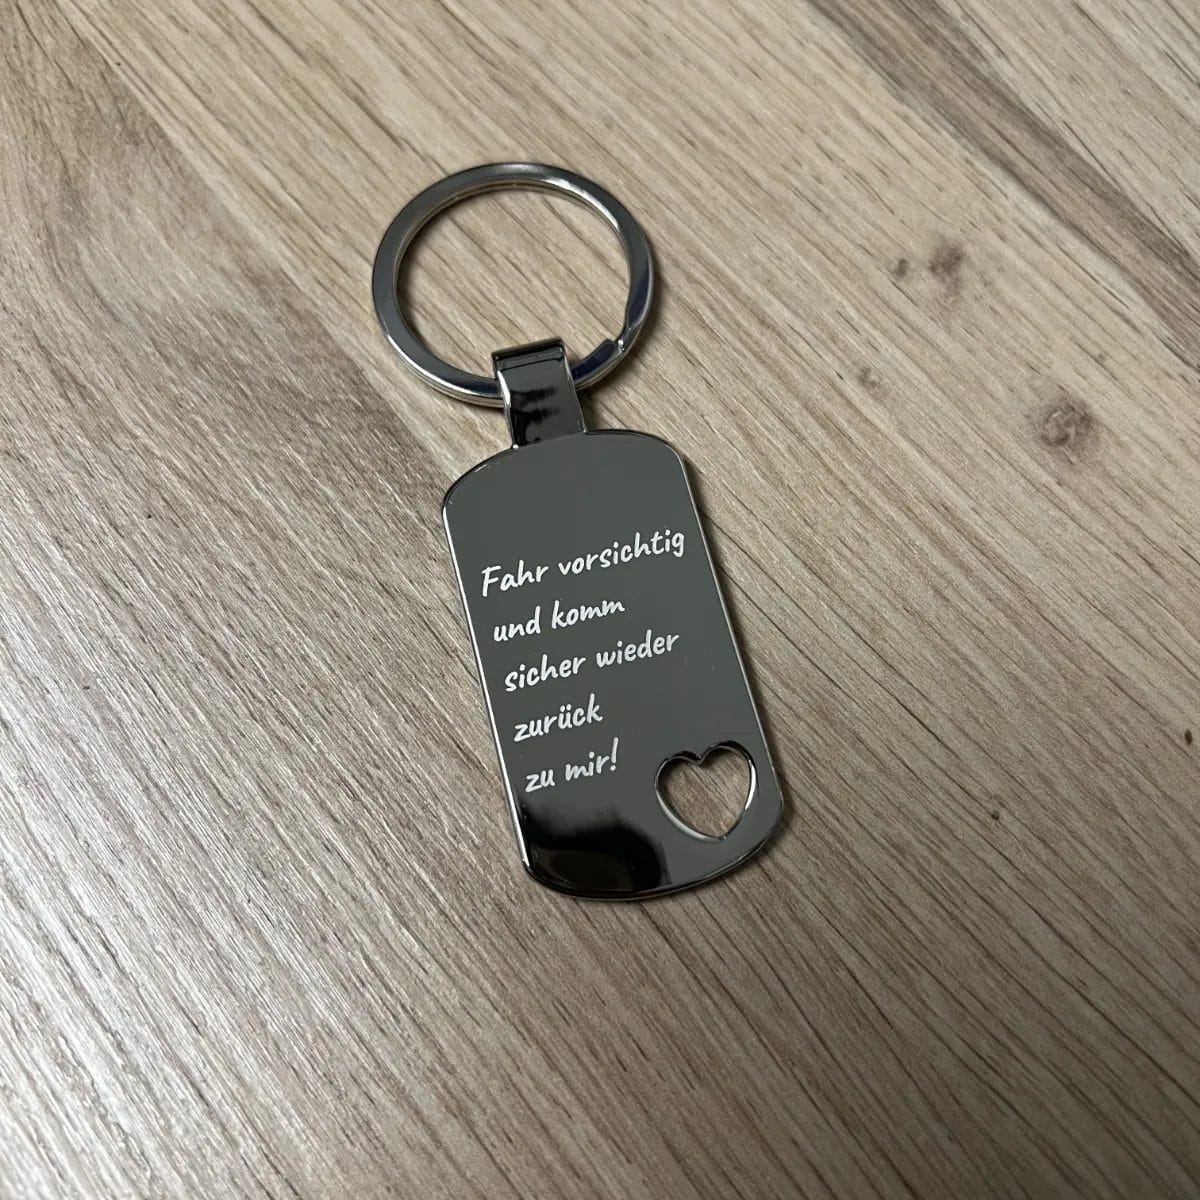 Fahr vorsichtig
und komm
sicher wieder
zurück
zu mir!